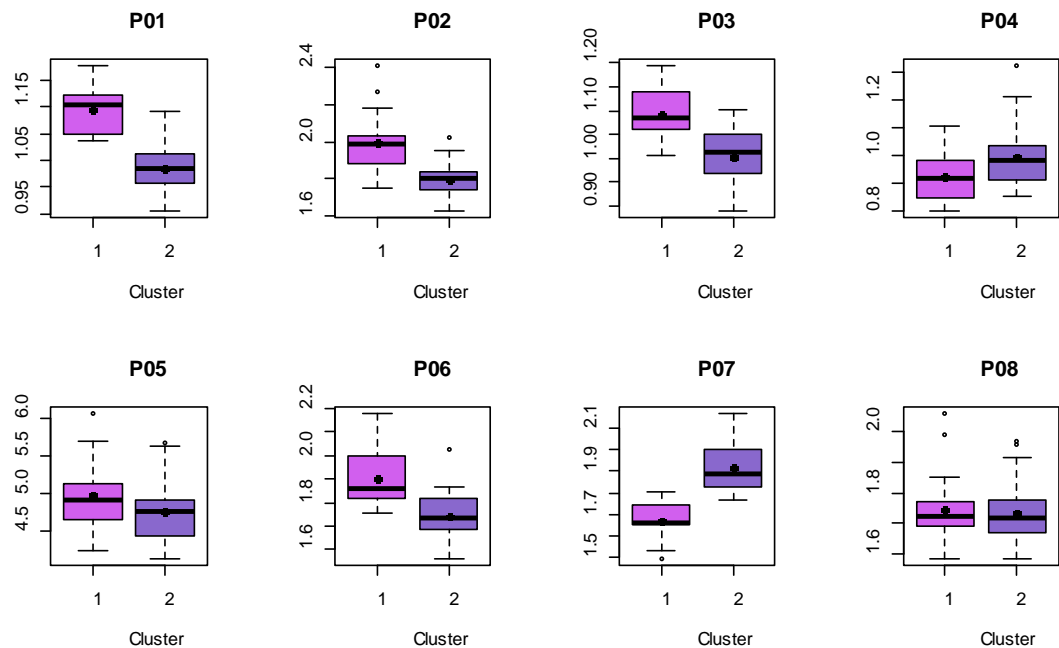 P01
P02
P03
P04
0.95 1.05 1.15
1.6 2.0 2.4
0.90 1.00 1.10 1.20
0.8 1.0 1.2
1 2
1 2
1 2
1 2
Cluster
Cluster
Cluster
Cluster
P05
P06
P07
P08
4.5 5.0 5.5 6.0
1.6 1.8 2.0 2.2
1.5 1.7 1.9 2.1
1.6 1.8 2.0
1 2
1 2
1 2
1 2
Cluster
Cluster
Cluster
Cluster